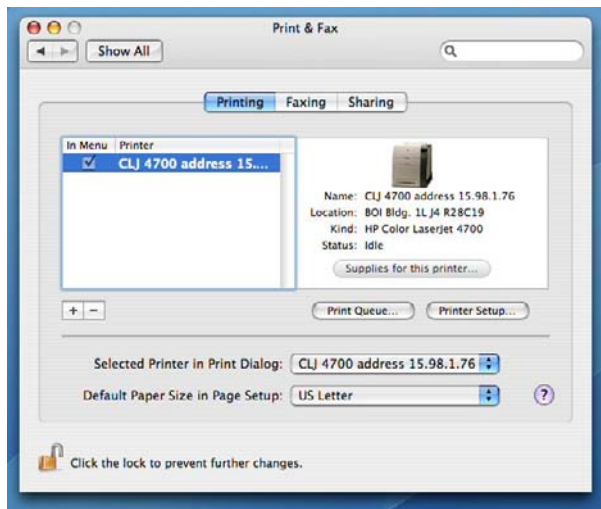 Print & Fax
Show All
Printing Faxing Sharing
In Menu Printer
CLJ 4700 address 15....
Name: CLJ 4700 address 15.98.1.76
Location: BOI Bldg. 1L J4 R28C19
Kind: HP Color LaserJet 4700
Status: Idle
Supplies for this printer...
+ −
Print Queue... Printer Setup...
Selected Printer in Print Dialog: CLJ 4700 address 15.98.1.76
Default Paper Size in Page Setup: US Letter
?
Click the lock to prevent further changes.